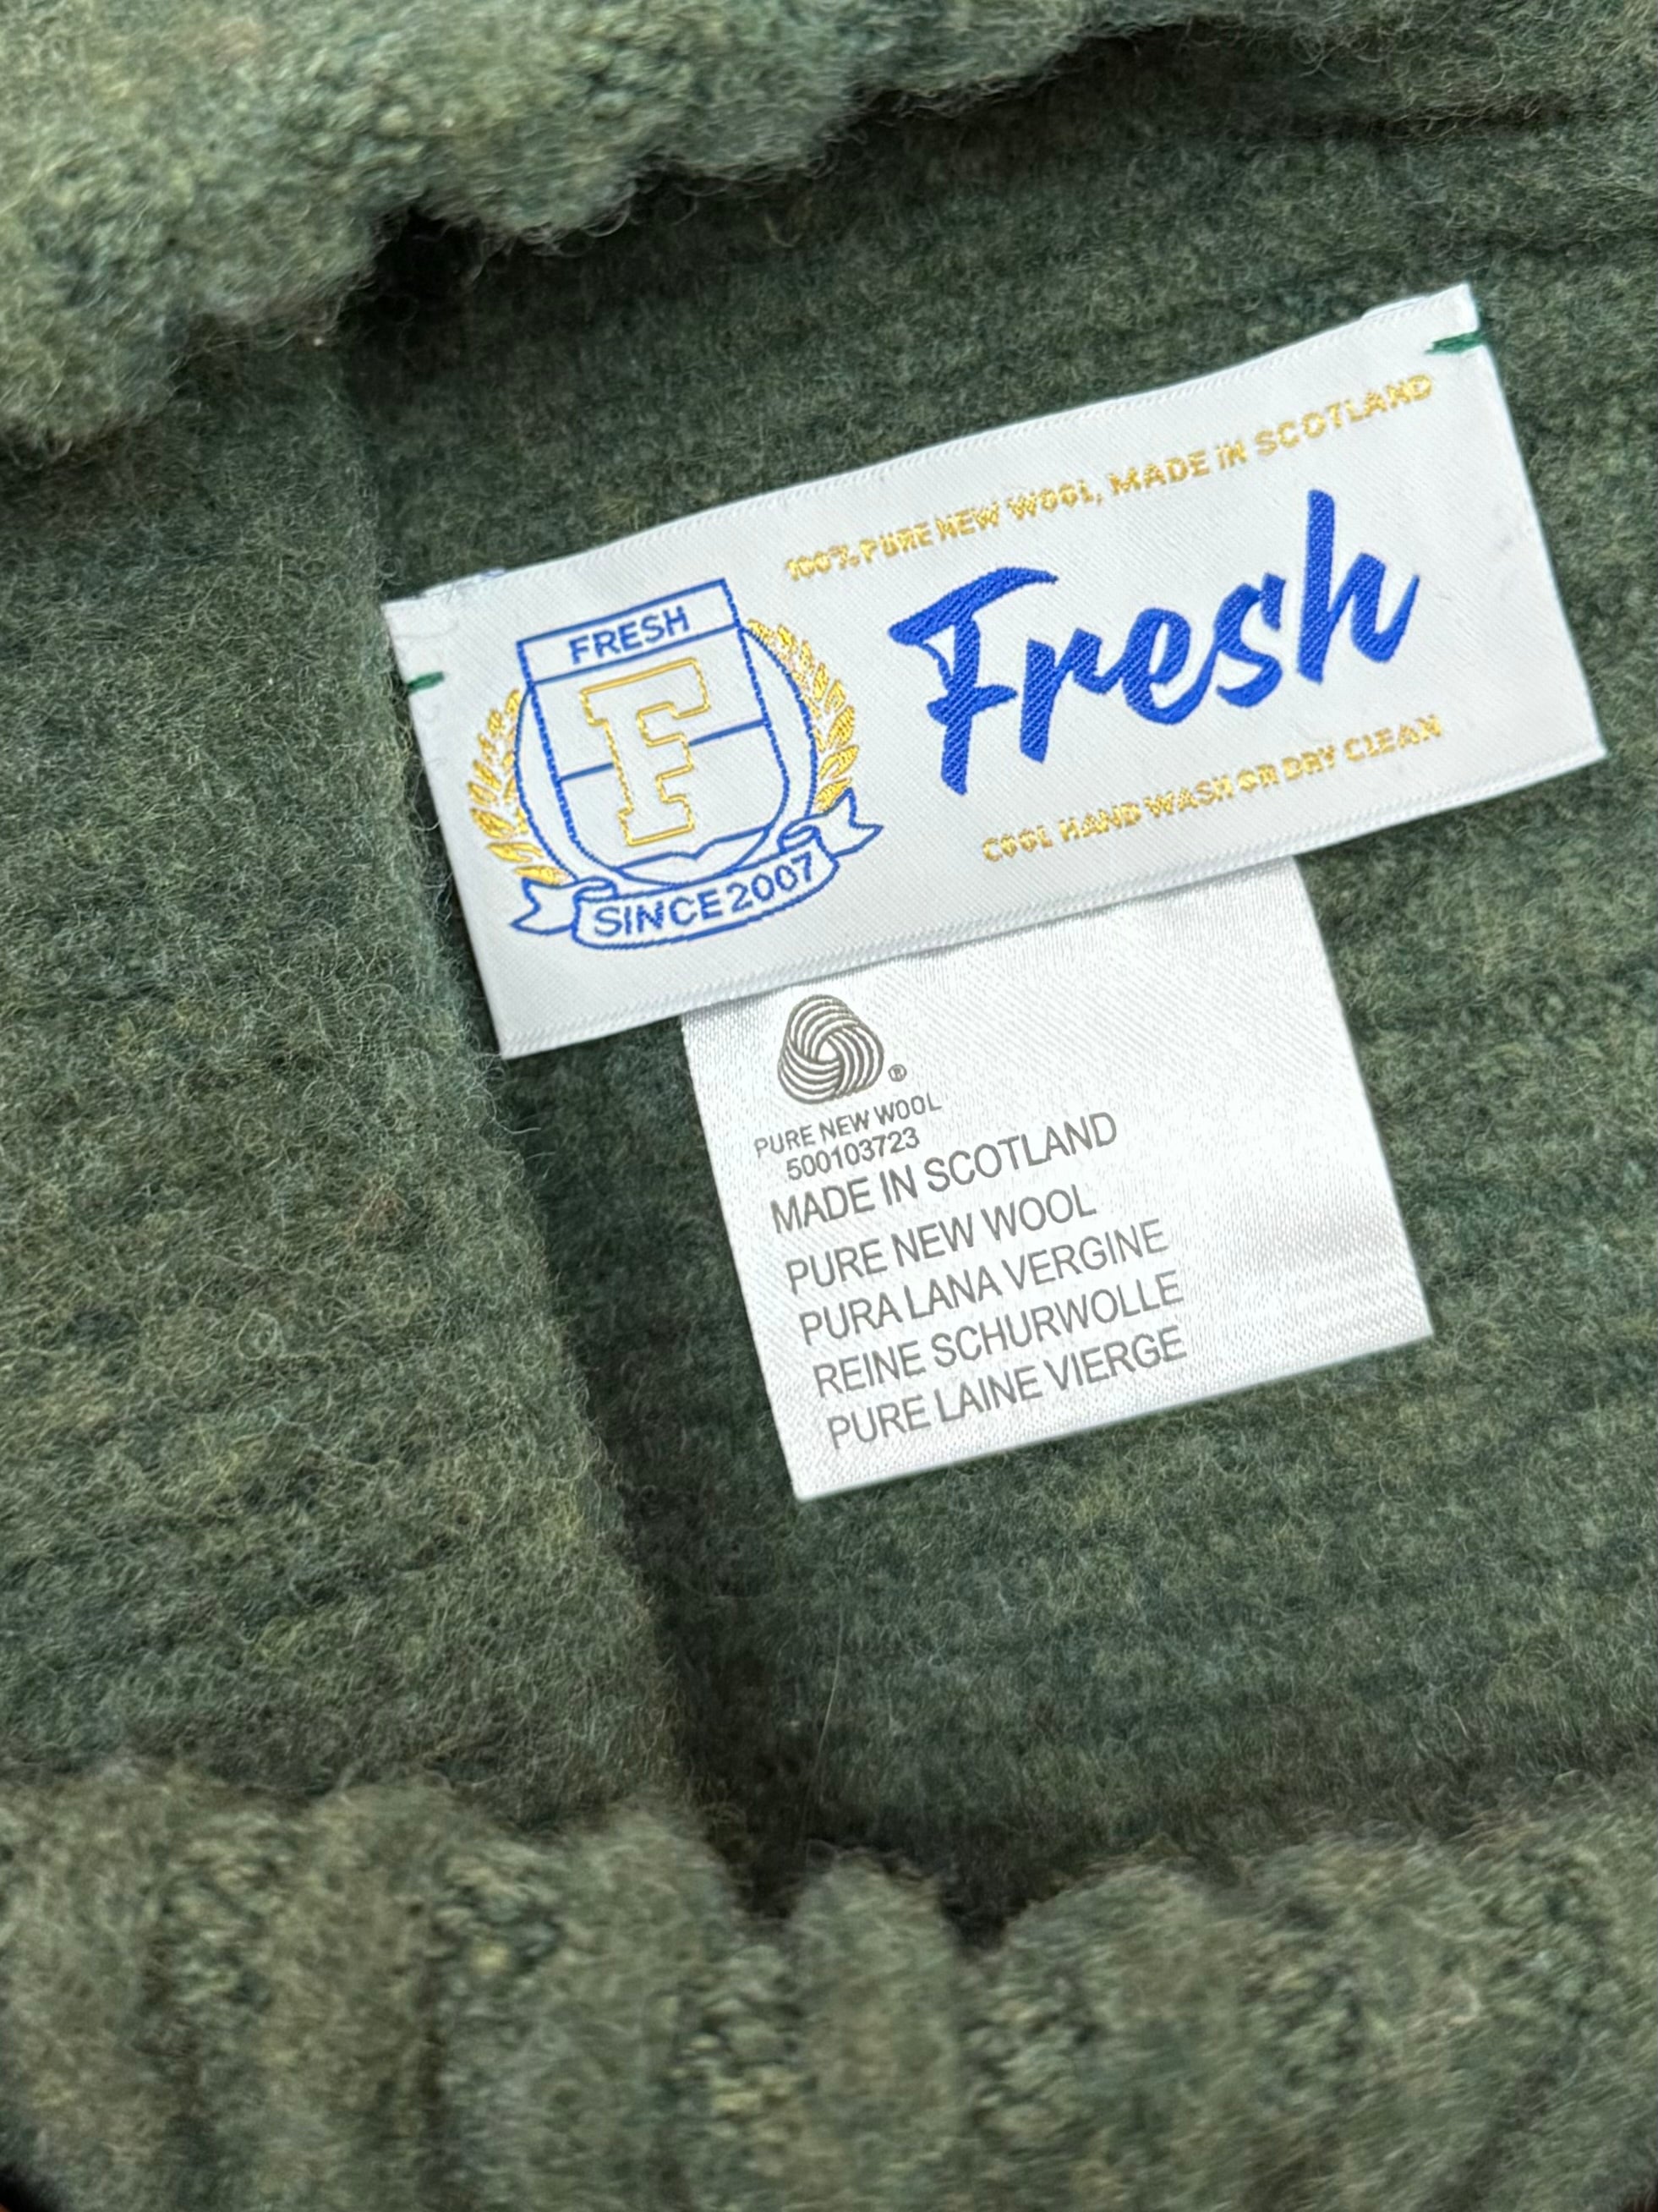 100% PURE NEW WOOL, MADE IN SCOTLAND
FRESH
F
SINCE 2007
Fresh
COOL HAND WASH OR DRY CLEAN
®
PURE NEW WOOL
500103723
MADE IN SCOTLAND
PURE NEW WOOL
PURA LANA VERGINE
REINE SCHURWOLLE
PURE LAINE VIERGE